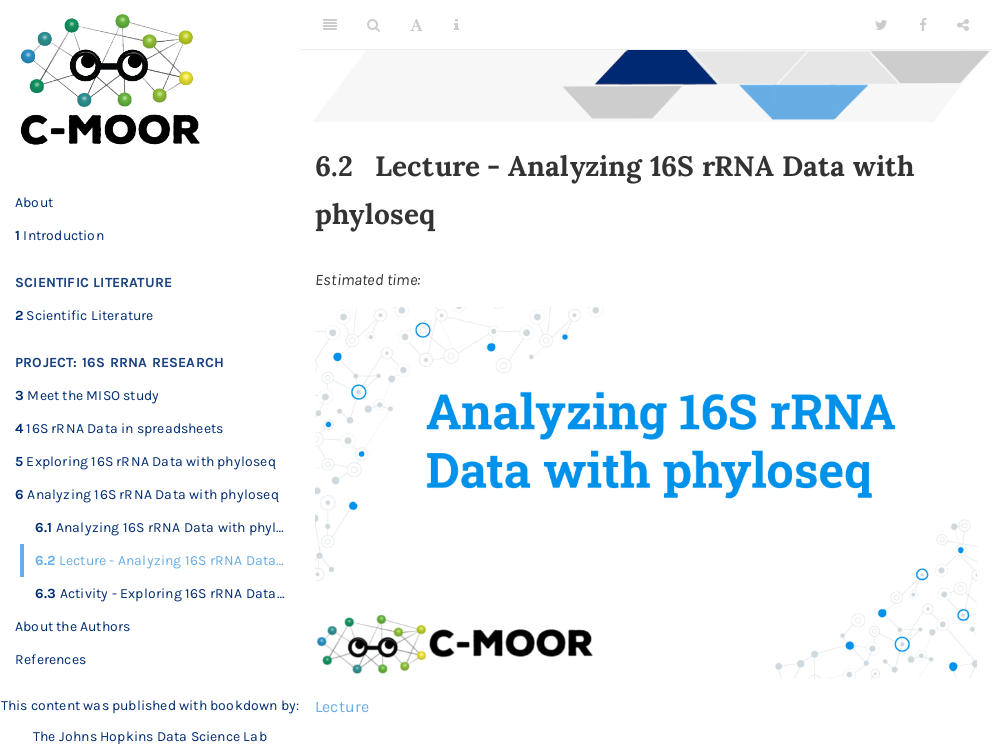 C-MOOR
About
1 Introduction
SCIENTIFIC LITERATURE
2 Scientific Literature
PROJECT: 16S RRNA RESEARCH
3 Meet the MISO study
4 16S rRNA Data in spreadsheets
5 Exploring 16S rRNA Data with phyloseq
6 Analyzing 16S rRNA Data with phyloseq
6.1 Analyzing 16S rRNA Data with phyl...
6.2 Lecture - Analyzing 16S rRNA Data...
6.3 Activity - Exploring 16S rRNA Data...
About the Authors
References
This content was published with bookdown by:
The Johns Hopkins Data Science Lab
6.2 Lecture - Analyzing 16S rRNA Data with
phyloseq
Estimated time:
Analyzing 16S rRNA
Data with phyloseq
C-MOOR
Lecture